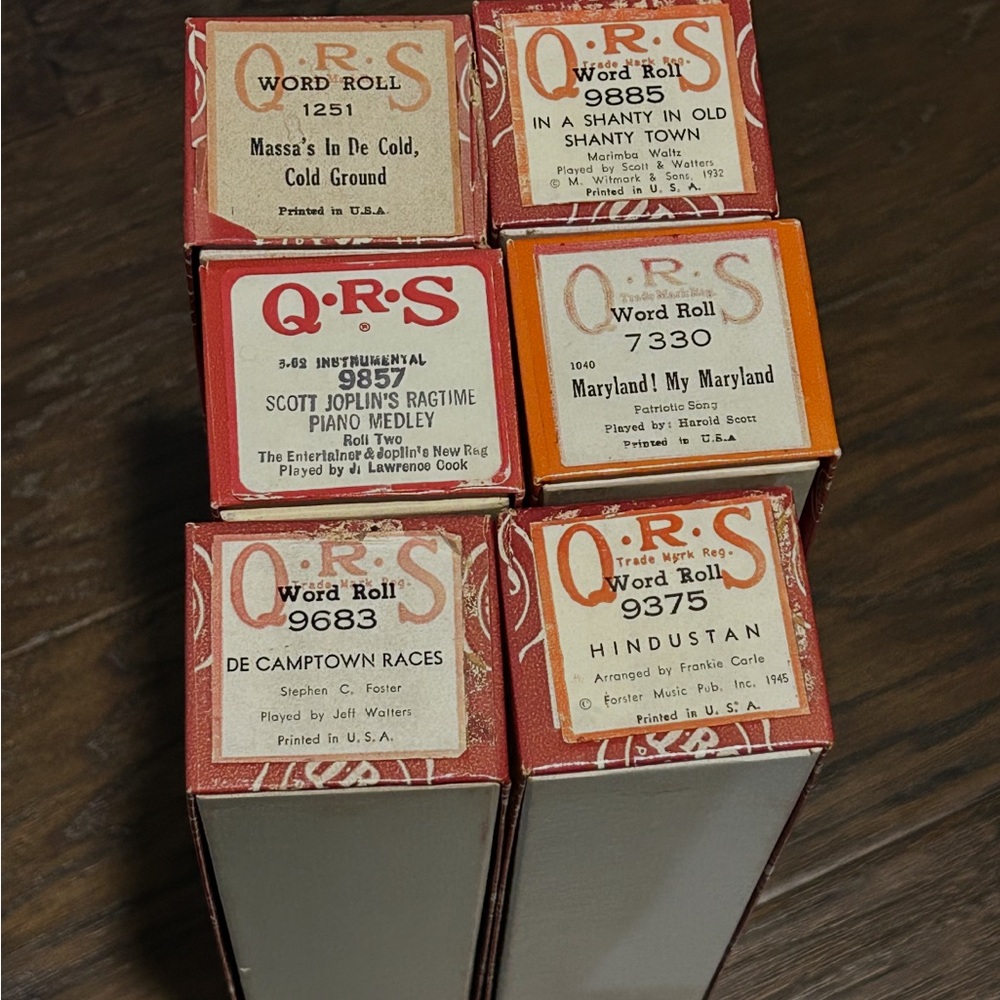 Q·R·S
WORD ROLL
1251
Massa's In De Cold,
Cold Ground
Printed in U.S.A.
Q·R·S
Trade Mark Reg.
Word Roll
9885
IN A SHANTY IN OLD
SHANTY TOWN
Marimba Waltz
Played by Scott & Watters
© M. Witmark & Sons, 1932
Printed in U. S. A.
Q·R·S
®
INSTRUMENTAL
9857
SCOTT JOPLIN'S RAGTIME
PIANO MEDLEY
Roll Two
The Entertainer & Joplin's New Rag
Played by J. Lawrence Cook
Q·R·S
Trade Mark Reg.
Word Roll
7330
1040
Maryland! My Maryland
Patriotic Song
Played by: Harold Scott
Printed in U.S.A
Q·R·S
Trade Mark Reg.
Word Roll
9683
DE CAMPTOWN RACES
Stephen C. Foster
Played by Jeff Watters
Printed in U. S. A.
Q·R·S
Trade Mark Reg.
Word Roll
9375
HINDUSTAN
Arranged by Frankie Carle
© Forster Music Pub. Inc. 1945
Printed in U. S. A.